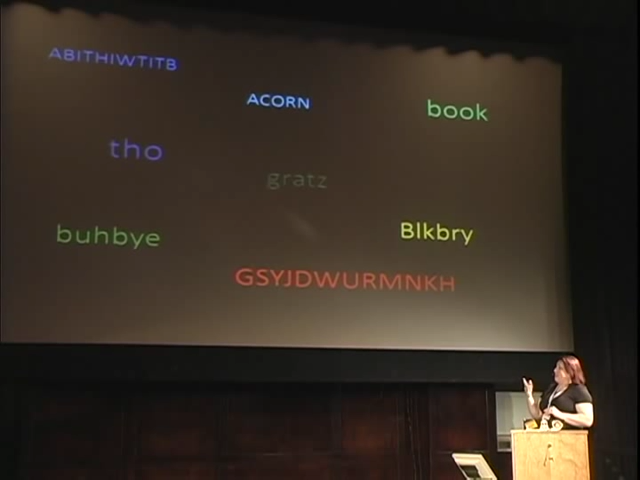 ABITHIWTITB
ACORN
book
tho
gratz
buhbye
Blkbry
GSYJDWURMNKH